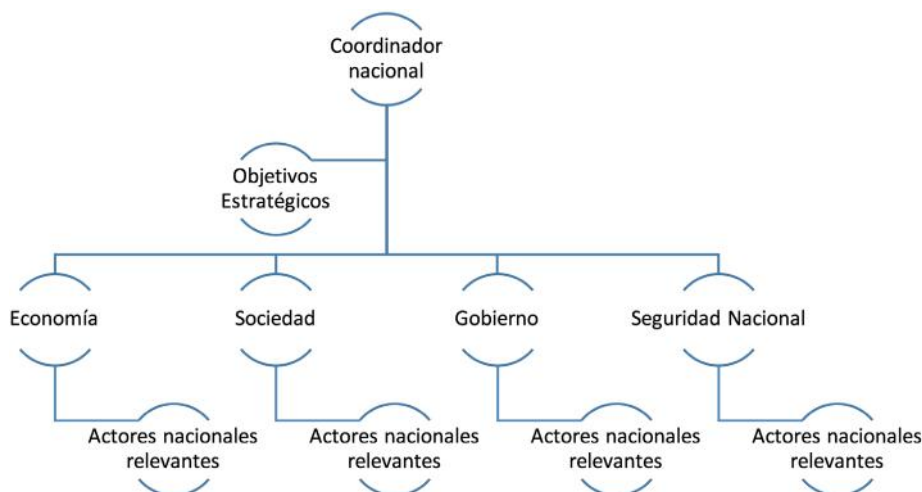 Coordinador
nacional
Objetivos
Estratégicos
Economía
Sociedad
Gobierno
Seguridad Nacional
Actores nacionales
relevantes
Actores nacionales
relevantes
Actores nacionales
relevantes
Actores nacionales
relevantes